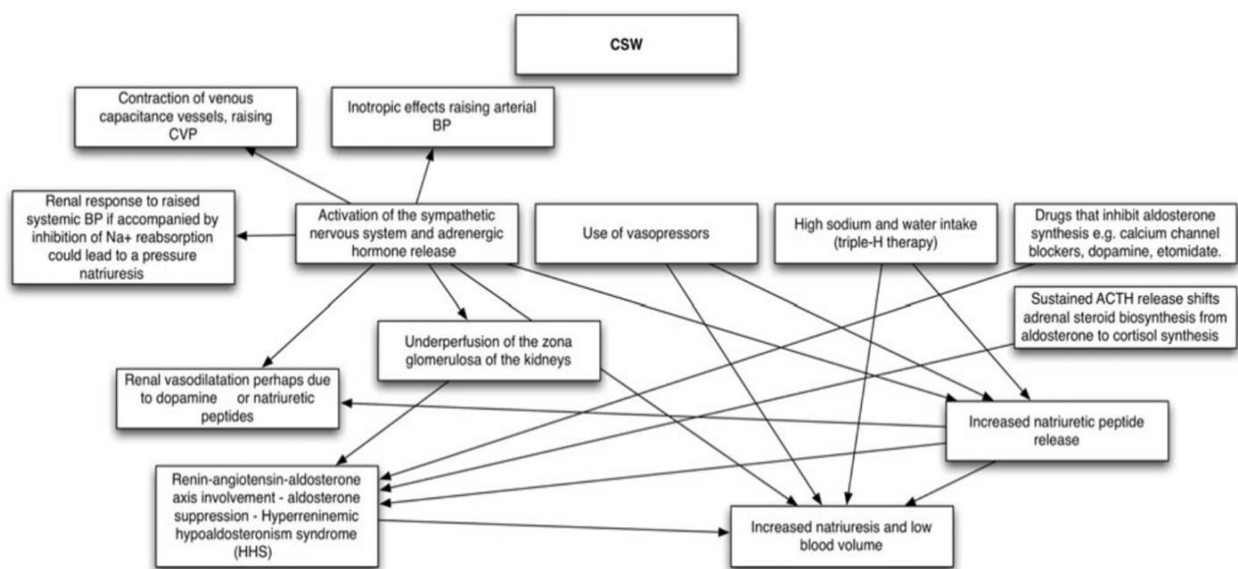 CSW
Contraction of venous
capacitance vessels, raising
CVP
Inotropic effects raising arterial
BP
Renal response to raised
systemic BP if accompanied by
inhibition of Na+ reabsorption
could lead to a pressure
natriuresis
Activation of the sympathetic
nervous system and adrenergic
hormone release
Use of vasopressors
High sodium and water intake
(triple-H therapy)
Drugs that inhibit aldosterone
synthesis e.g. calcium channel
blockers, dopamine, etomidate.
Sustained ACTH release shifts
adrenal steroid biosynthesis from
aldosterone to cortisol synthesis
Underperfusion of the zona
glomerulosa of the kidneys
Renal vasodilatation perhaps due
to dopamine or natriuretic
peptides
Increased natriuretic peptide
release
Renin-angiotensin-aldosterone
axis involvement - aldosterone
suppression - Hyperreninemic
hypoaldosteronism syndrome
(HHS)
Increased natriuresis and low
blood volume